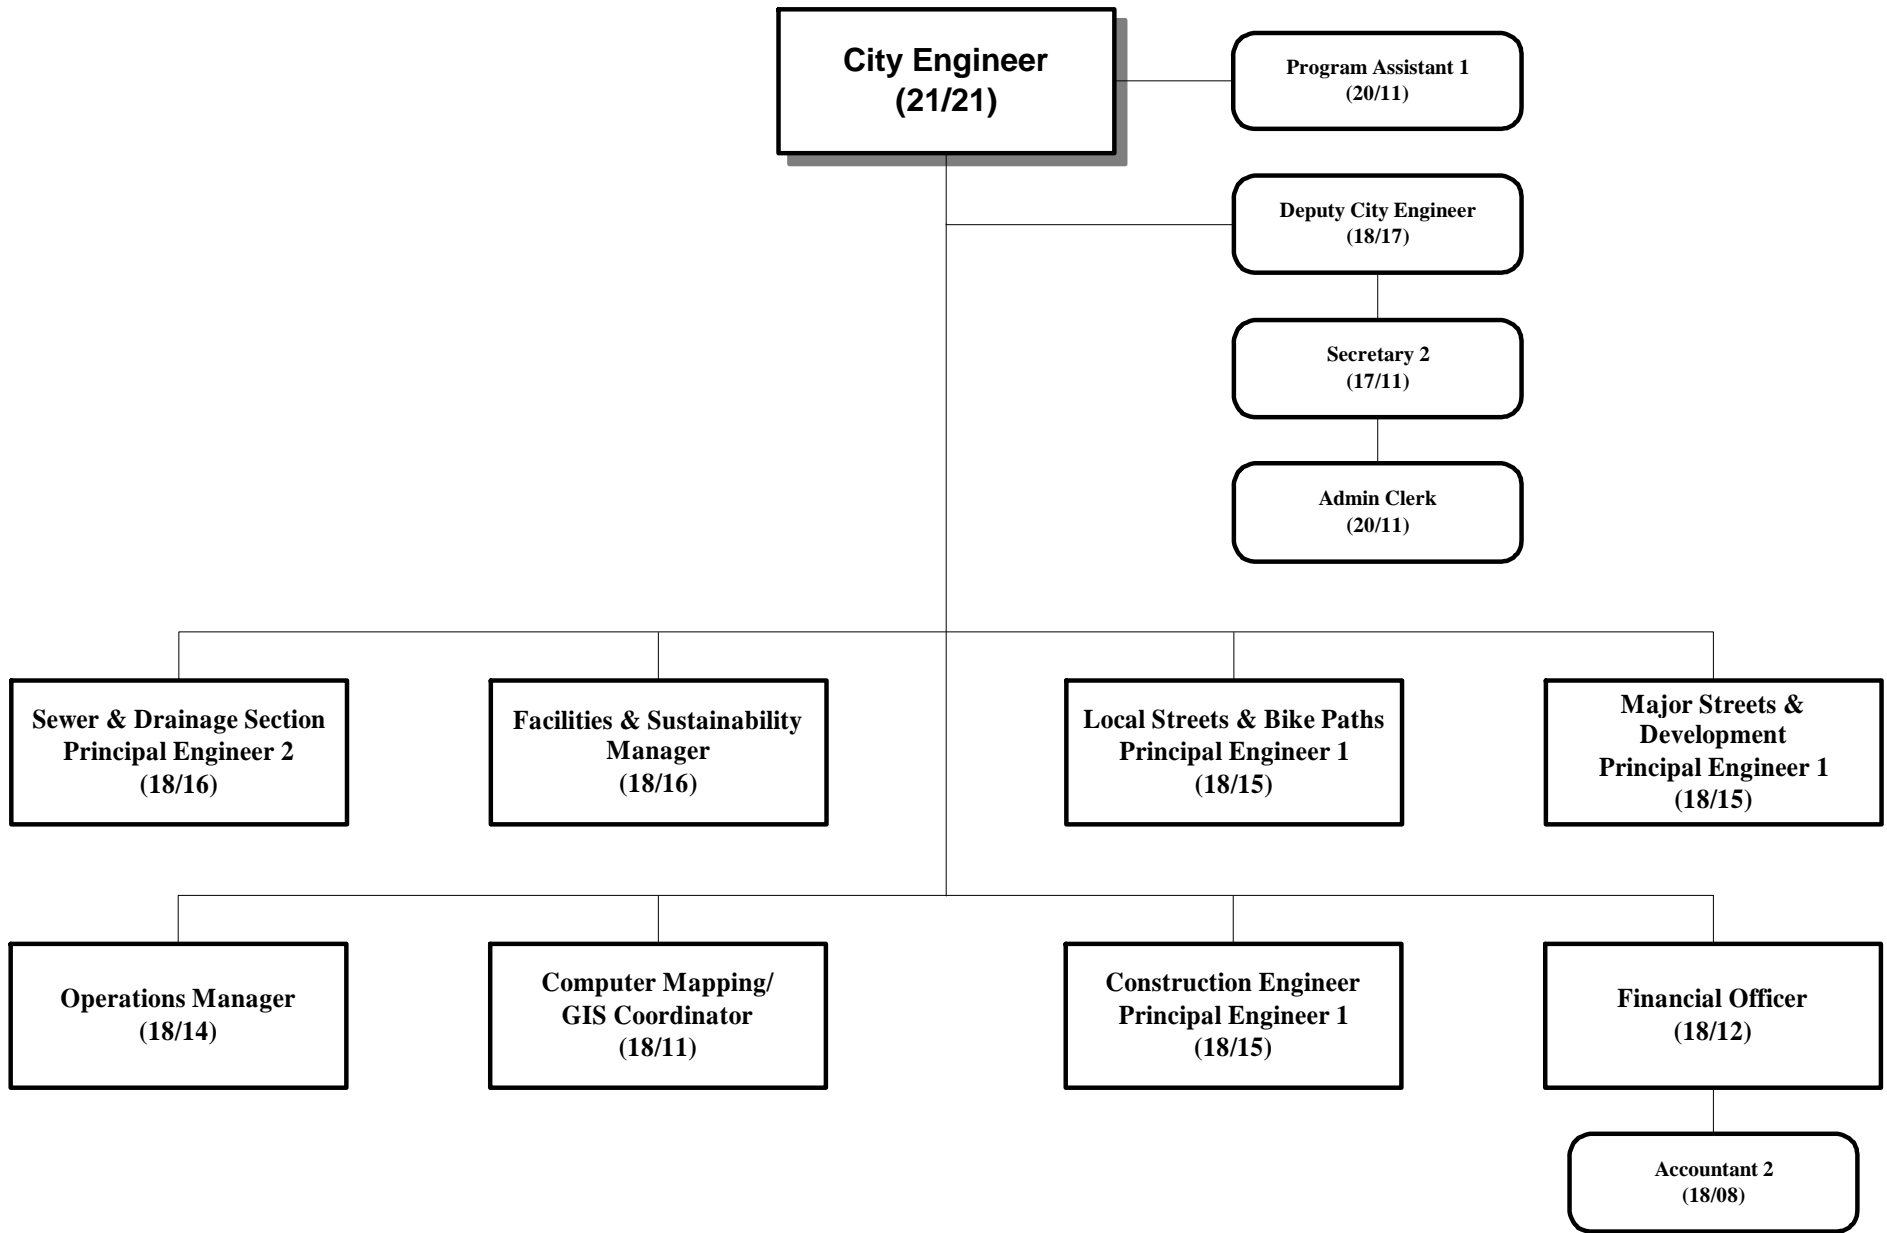 City Engineer
(21/21)
Program Assistant 1
(20/11)
Deputy City Engineer
(18/17)
Secretary 2
(17/11)
Admin Clerk
(20/11)
Sewer & Drainage Section
Principal Engineer 2
(18/16)
Facilities & Sustainability
Manager
(18/16)
Local Streets & Bike Paths
Principal Engineer 1
(18/15)
Major Streets &
Development
Principal Engineer 1
(18/15)
Operations Manager
(18/14)
Computer Mapping/
GIS Coordinator
(18/11)
Construction Engineer
Principal Engineer 1
(18/15)
Financial Officer
(18/12)
Accountant 2
(18/08)